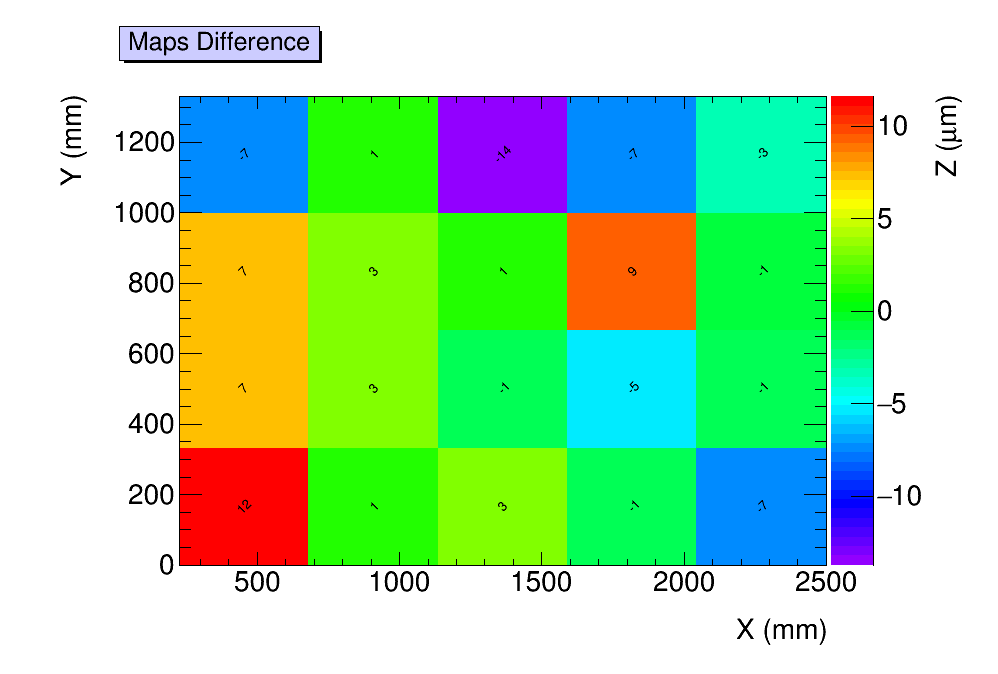 Maps Difference
Y (mm)
Z (μm)
1200
1000
800
600
400
200
0
-7 1 -14 -7 -3
7 3 1 9 -1
7 3 -1 -5 -1
12 1 3 -1 -7
10
5
0
−5
−10
500 1000 1500 2000 2500
X (mm)